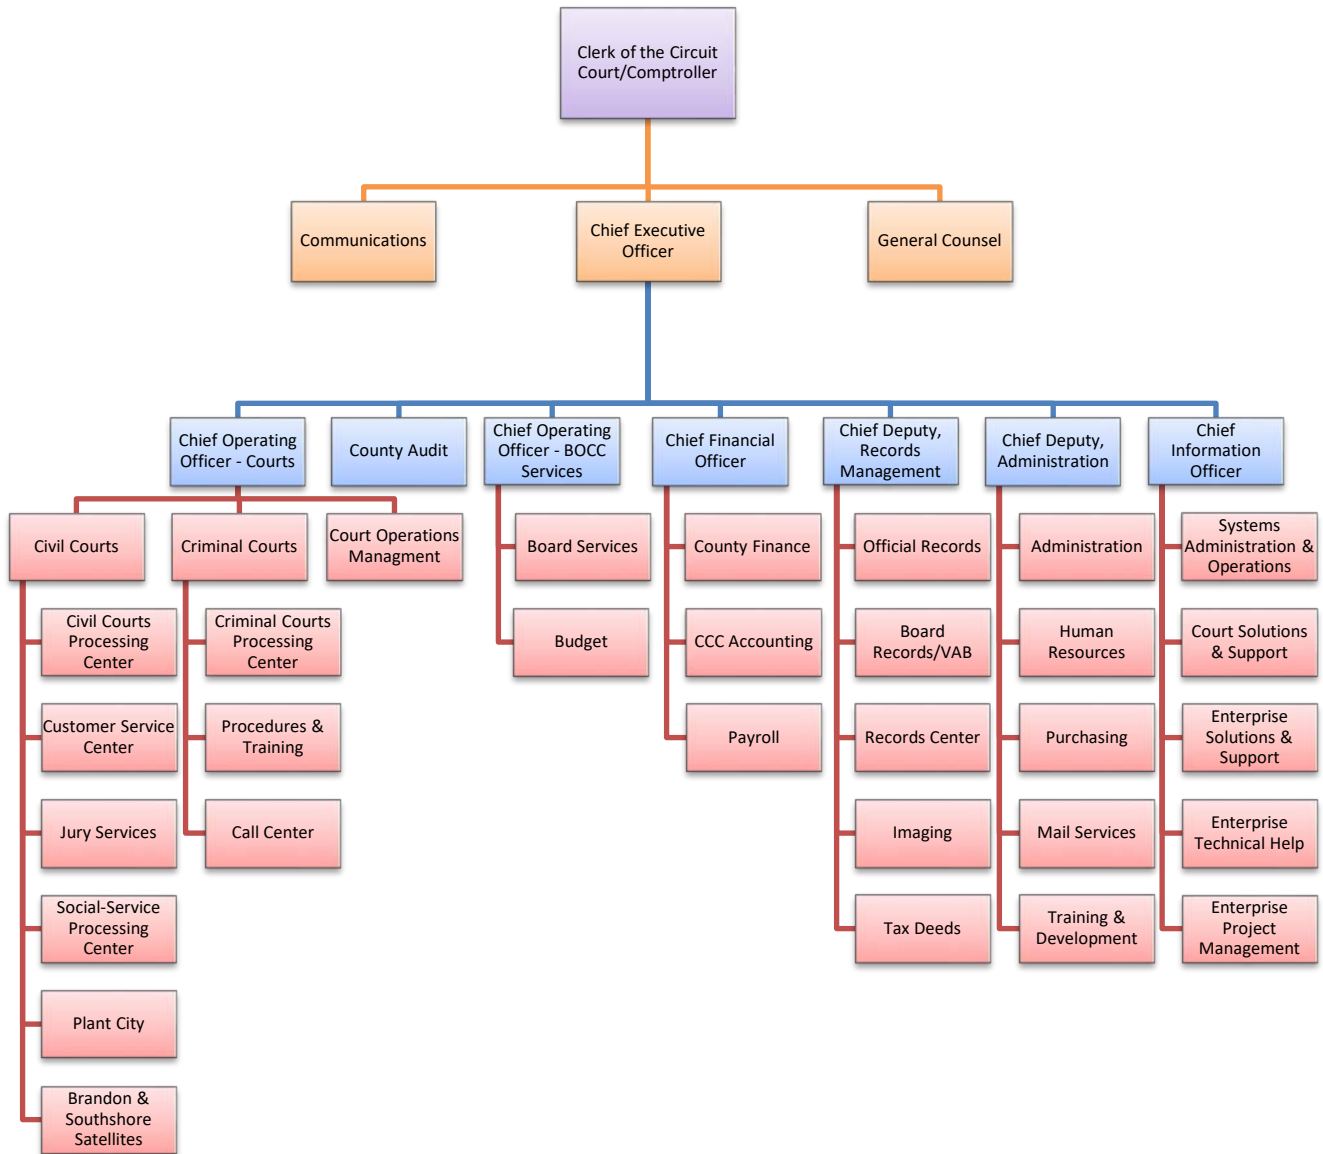 Clerk of the Circuit
Court/Comptroller
Communications
Chief Executive
Officer
General Counsel
Chief Operating
Officer - Courts
County Audit
Chief Operating
Officer - BOCC
Services
Chief Financial
Officer
Chief Deputy,
Records
Management
Chief Deputy,
Administration
Chief
Information
Officer
Civil Courts
Criminal Courts
Court Operations
Managment
Board Services
County Finance
Official Records
Administration
Systems
Administration &
Operations
Civil Courts
Processing
Center
Criminal Courts
Processing
Center
Budget
CCC Accounting
Board
Records/VAB
Human
Resources
Court Solutions
& Support
Customer Service
Center
Procedures &
Training
Payroll
Records Center
Purchasing
Enterprise
Solutions &
Support
Jury Services
Call Center
Imaging
Mail Services
Enterprise
Technical Help
Social-Service
Processing
Center
Tax Deeds
Training &
Development
Enterprise
Project
Management
Plant City
Brandon &
Southshore
Satellites